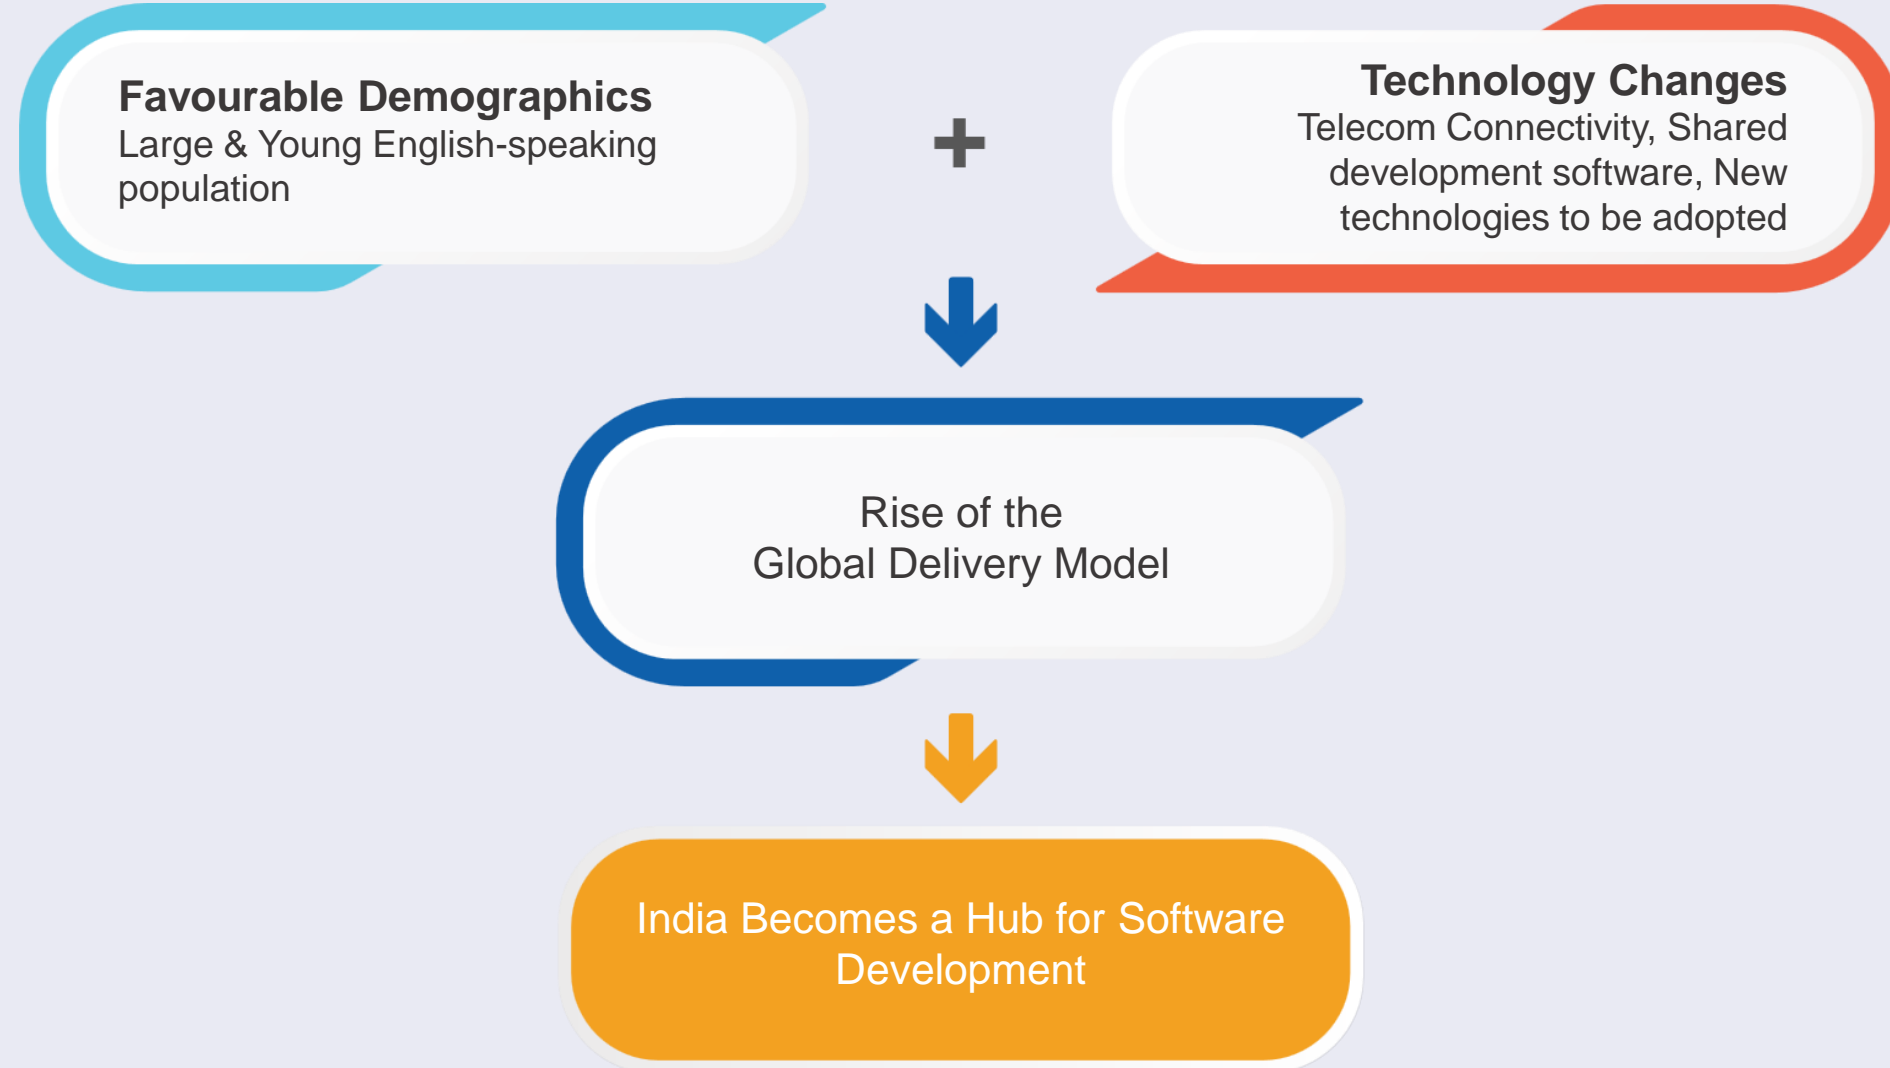 Favourable Demographics
Large & Young English-speaking
population
+
Technology Changes
Telecom Connectivity, Shared
development software, New
technologies to be adopted
Rise of the
Global Delivery Model
India Becomes a Hub for Software
Development